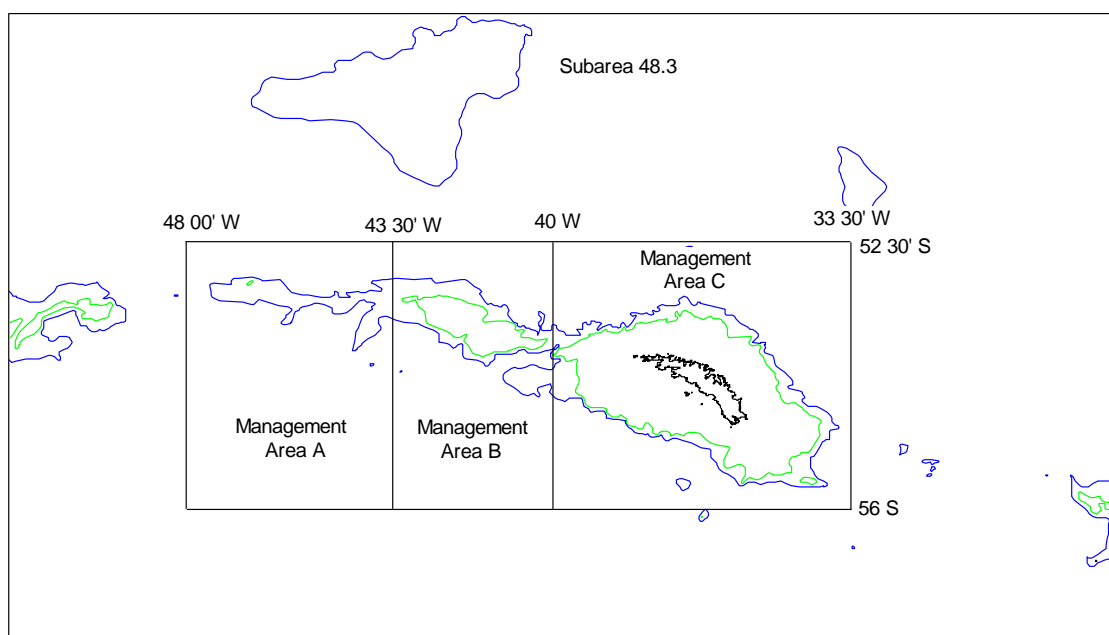 Subarea 48.3
48 00' W
43 30' W
40 W
33 30' W
52 30' S
Management
Area C
Management
Area A
Management
Area B
56 S